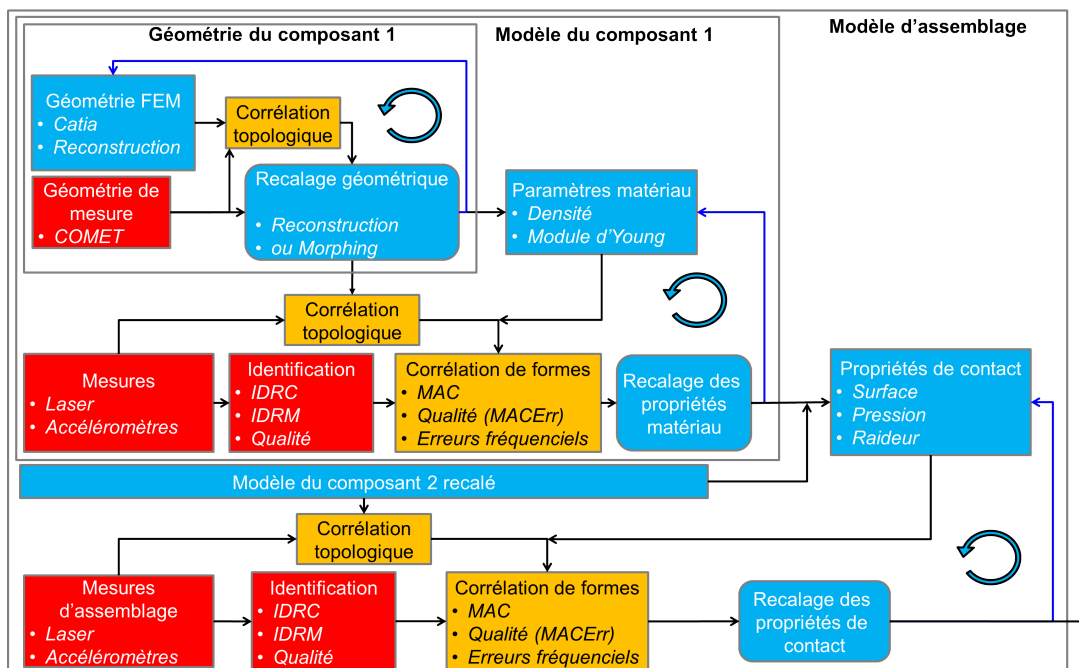 Géométrie du composant 1
Modèle du composant 1
Modèle d'assemblage
Géométrie FEM
• Catia
• Reconstruction
Corrélation
topologique
Géométrie de
mesure
• COMET
Recalage géométrique
• Reconstruction
• ou Morphing
Paramètres matériau
• Densité
• Module d'Young
Corrélation
topologique
Mesures
• Laser
• Accéléromètres
Identification
• IDRC
• IDRM
• Qualité
Corrélation de formes
• MAC
• Qualité (MACErr)
• Erreurs fréquenciels
Recalage des
propriétés
matériau
Propriétés de contact
• Surface
• Pression
• Raideur
Modèle du composant 2 recalé
Corrélation
topologique
Mesures
d'assemblage
• Laser
• Accéléromètres
Identification
• IDRC
• IDRM
• Qualité
Corrélation de formes
• MAC
• Qualité (MACErr)
• Erreurs fréquenciels
Recalage des
propriétés de
contact